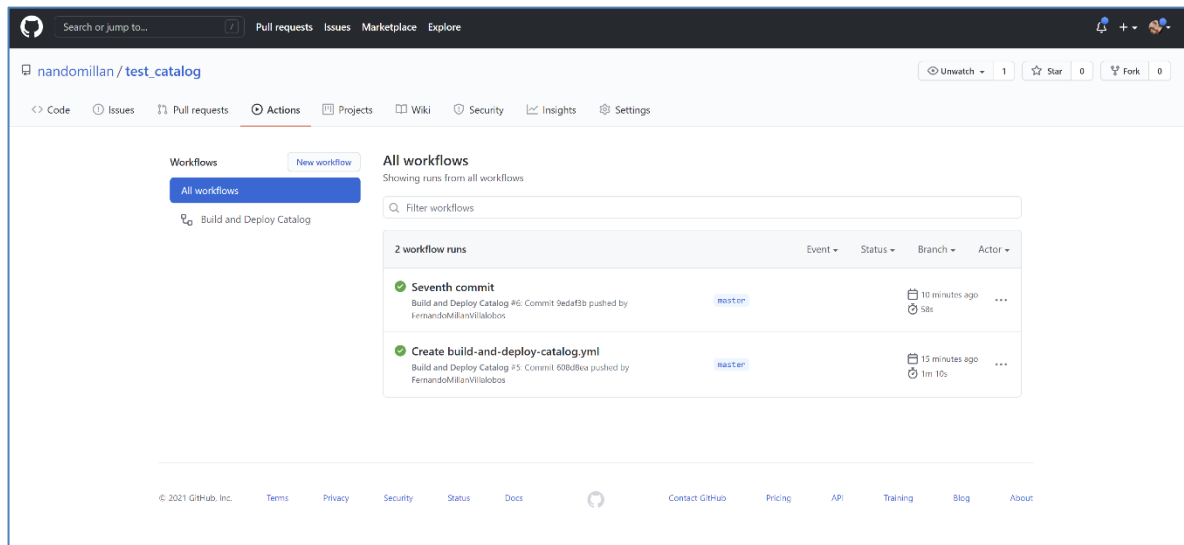 Search or jump to... / Pull requests Issues Marketplace Explore
nandomillan / test_catalog Unwatch 1 Star 0 Fork 0
Code Issues Pull requests Actions Projects Wiki Security Insights Settings
Workflows New workflow
All workflows
Build and Deploy Catalog
All workflows
Showing runs from all workflows
Filter workflows
2 workflow runs Event Status Branch Actor
Seventh commit
Build and Deploy Catalog #6: Commit 9edaf3b pushed by
FernandoMillanVillalobos
master
10 minutes ago
58s
Create build-and-deploy-catalog.yml
Build and Deploy Catalog #5: Commit 608d8ea pushed by
FernandoMillanVillalobos
master
15 minutes ago
1m 10s
© 2021 GitHub, Inc. Terms Privacy Security Status Docs Contact GitHub Pricing API Training Blog About